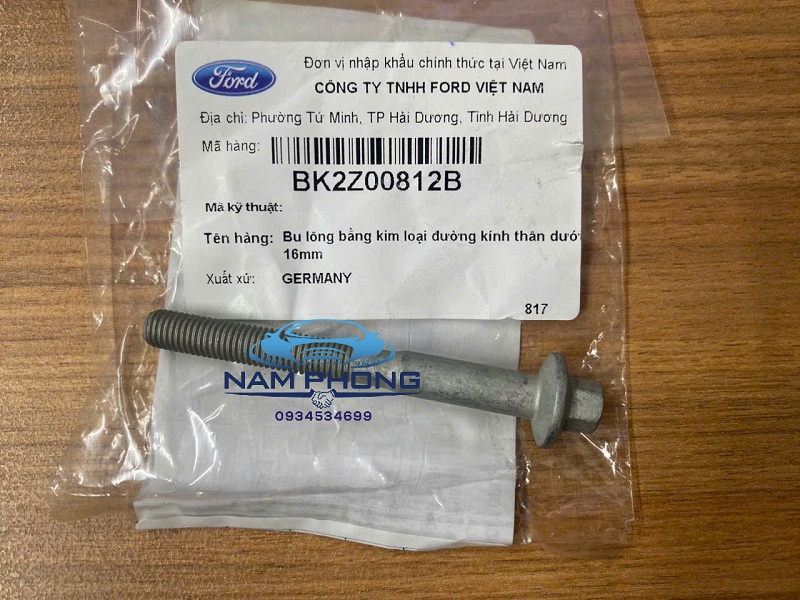 Ford
Đơn vị nhập khẩu chính thức tại Việt Nam
CÔNG TY TNHH FORD VIỆT NAM
Địa chỉ: Phường Tứ Minh, TP Hải Dương, Tỉnh Hải Dương
Mã hàng:
BK2Z00812B
Mã kỹ thuật:
Tên hàng: Bu lông bằng kim loại đường kính thân dưới
16mm
Xuất xứ: GERMANY
817
NAM PHONG
0934534699